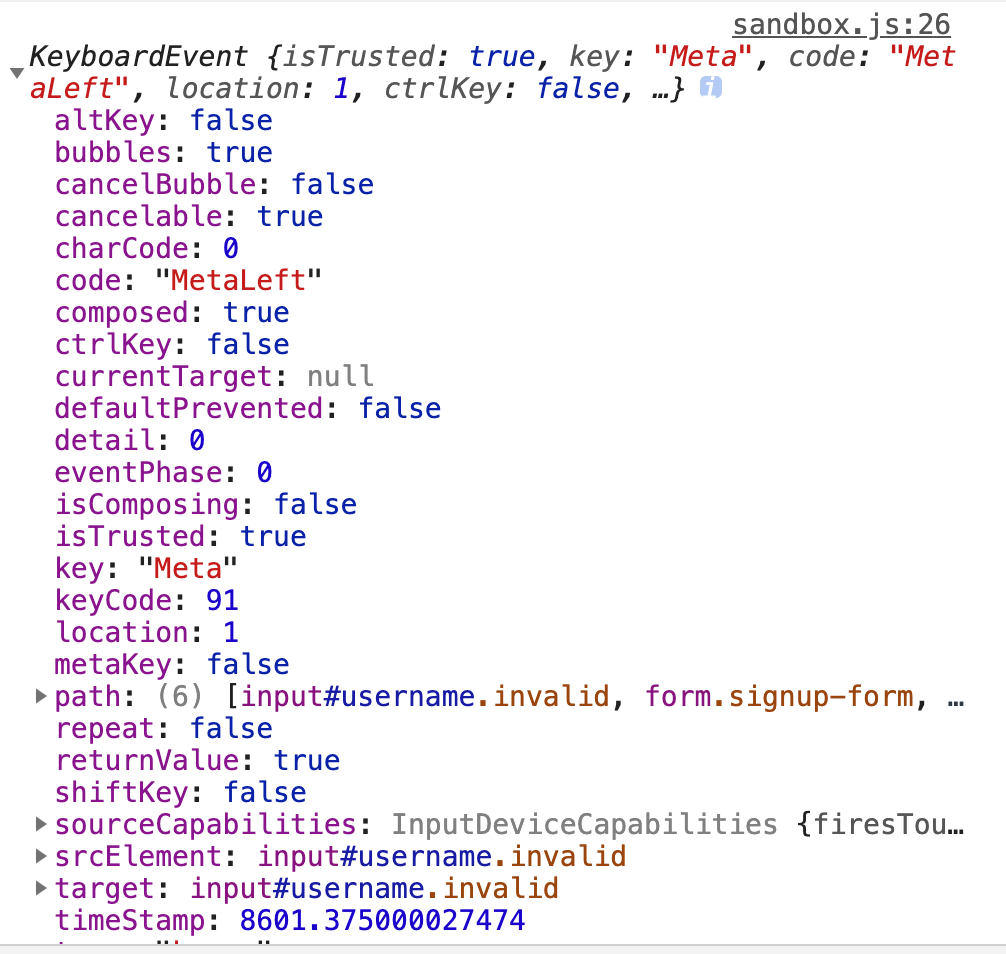 sandbox.js:26
KeyboardEvent {isTrusted: true, key: "Meta", code: "Met
aLeft", location: 1, ctrlKey: false, …} i
altKey: false
bubbles: true
cancelBubble: false
cancelable: true
charCode: 0
code: "MetaLeft"
composed: true
ctrlKey: false
currentTarget: null
defaultPrevented: false
detail: 0
eventPhase: 0
isComposing: false
isTrusted: true
key: "Meta"
keyCode: 91
location: 1
metaKey: false
path: (6) [input#username.invalid, form.signup-form, …
repeat: false
returnValue: true
shiftKey: false
sourceCapabilities: InputDeviceCapabilities {firesTou…
srcElement: input#username.invalid
target: input#username.invalid
timeStamp: 8601.375000027474